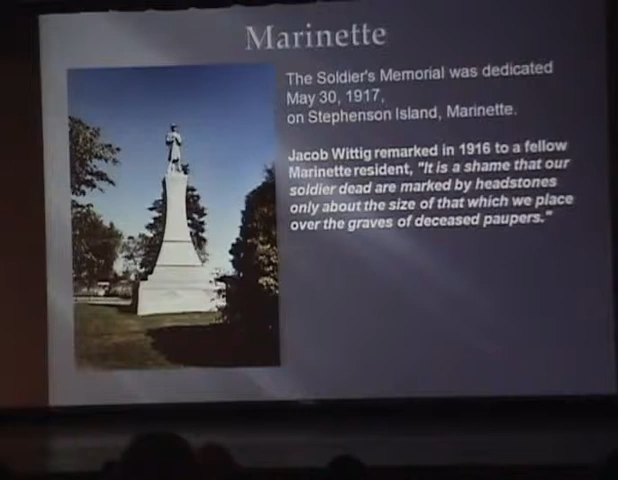 Marinette
The Soldier's Memorial was dedicated
May 30, 1917,
on Stephenson Island, Marinette.
Jacob Wittig remarked in 1916 to a fellow
Marinette resident, "It is a shame that our
soldier dead are marked by headstones
only about the size of that which we place
over the graves of deceased paupers."